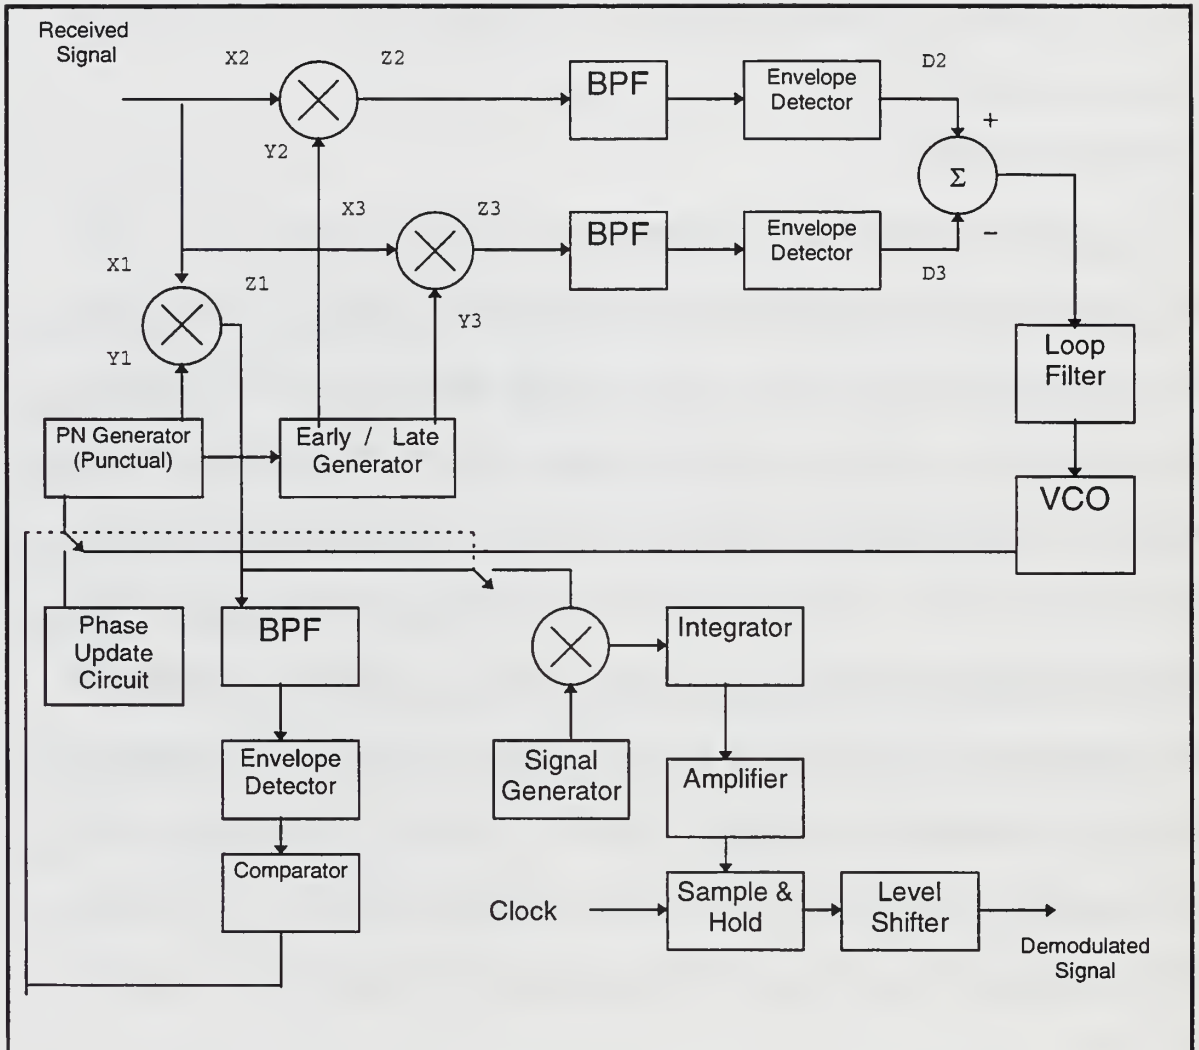 Received
Signal
X2
Z2
BPF
Envelope
Detector
D2
+
Y2
Σ
X3
Z3
BPF
Envelope
Detector
−
D3
X1
Z1
Y3
Y1
Loop
Filter
PN Generator
(Punctual)
Early / Late
Generator
VCO
Phase
Update
Circuit
BPF
Integrator
Envelope
Detector
Signal
Generator
Amplifier
Comparator
Clock
Sample &
Hold
Level
Shifter
Demodulated
Signal